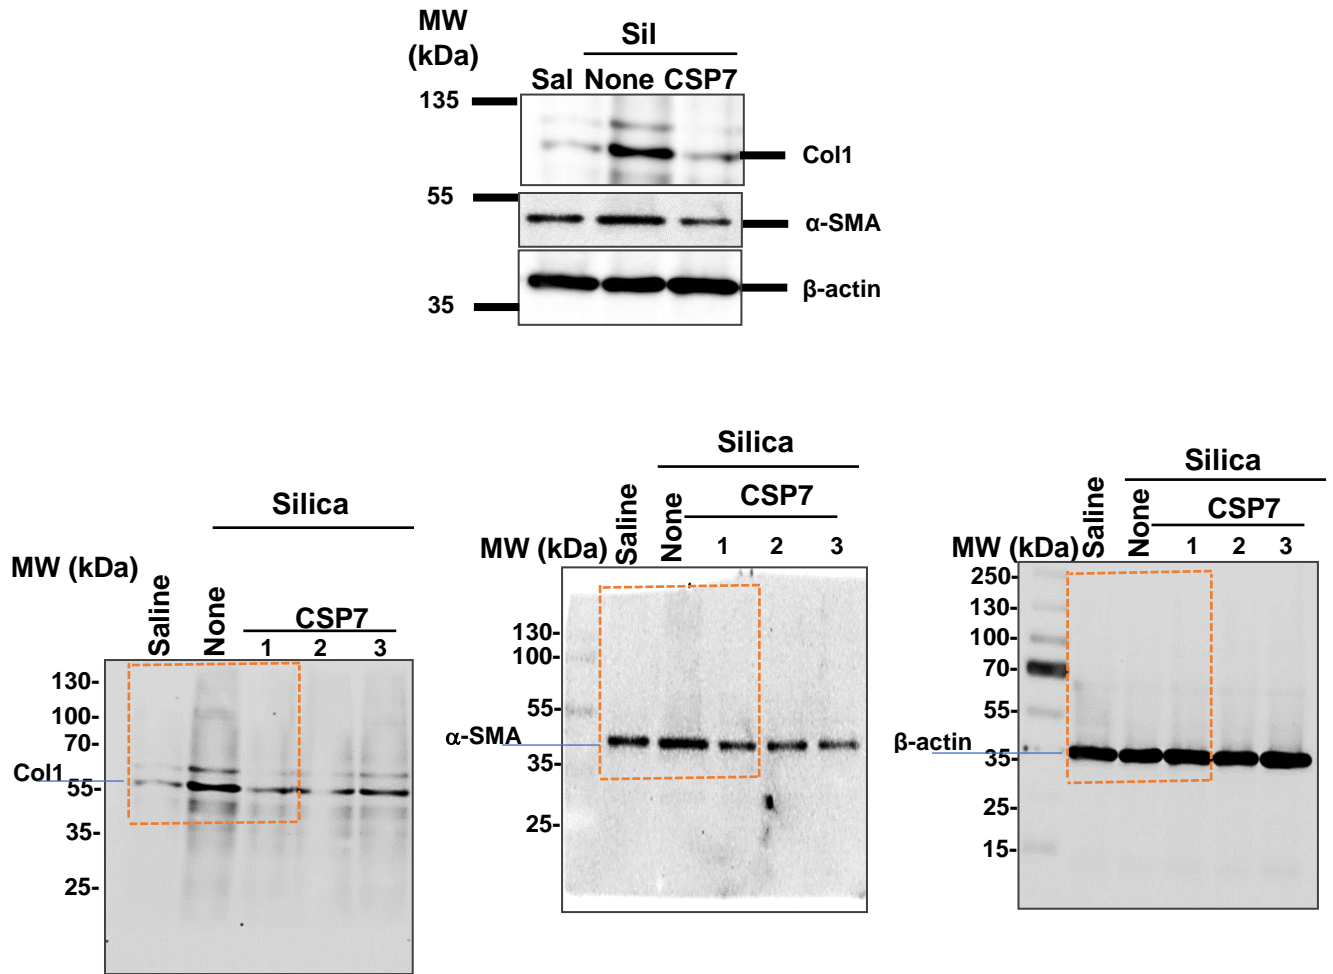 MW
(kDa)
Sil
Sal None CSP7
135
Col1
55
α-SMA
β-actin
35
Silica
MW (kDa)
Saline
None
CSP7
1 2 3
130-
100-
70-
Col1
55-
35-
25-
Silica
CSP7
MW (kDa)
Saline
None
1 2 3
130-
100-
55-
α-SMA
35-
25-
Silica
CSP7
MW (kDa)
Saline
None
1 2 3
250-
130-
100-
70-
55-
β-actin
35-
25-
15-